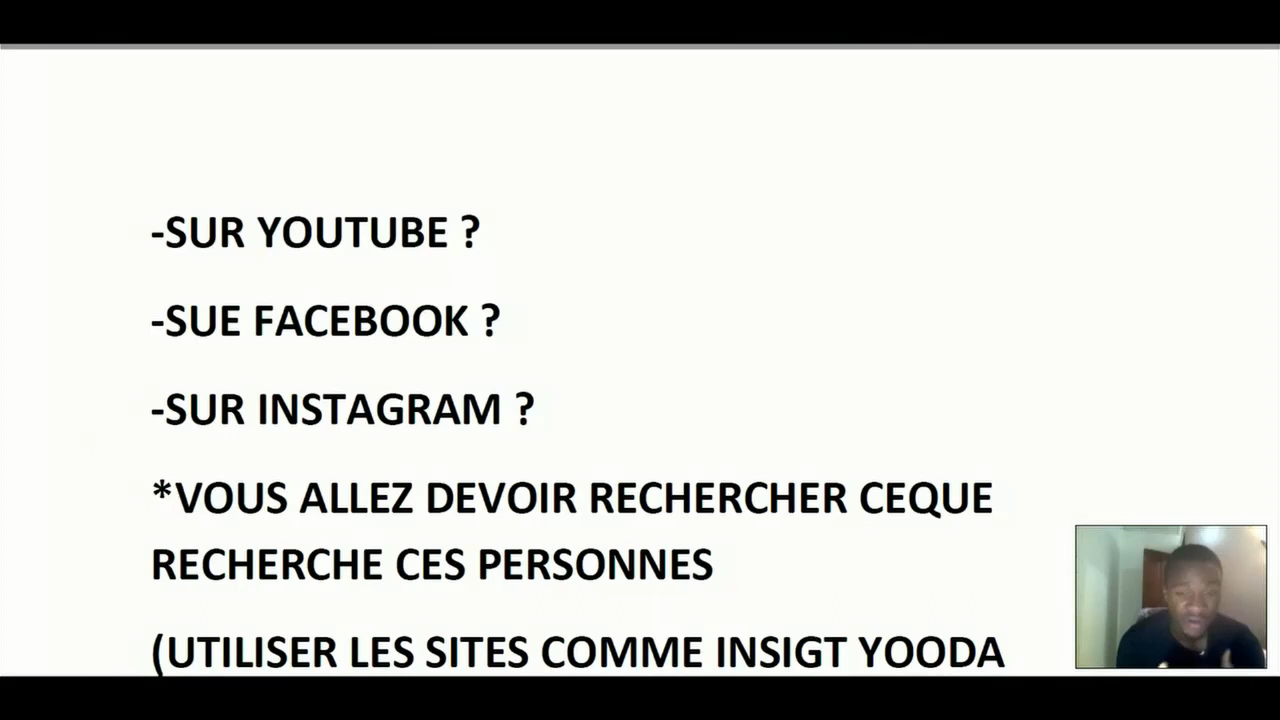 -SUR YOUTUBE ?
-SUE FACEBOOK ?
-SUR INSTAGRAM ?
*VOUS ALLEZ DEVOIR RECHERCHER CEQUE
RECHERCHE CES PERSONNES
(UTILISER LES SITES COMME INSIGT YOODA